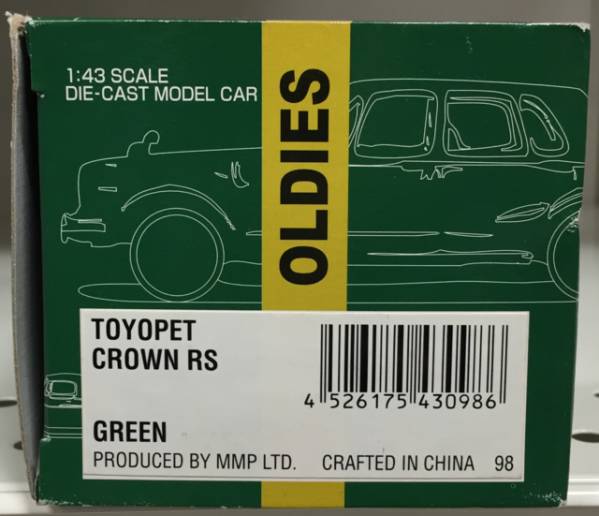 1:43 SCALE
DIE-CAST MODEL CAR
OLDIES
TOYOPET
CROWN RS
4 526175 430986
GREEN
PRODUCED BY MMP LTD. CRAFTED IN CHINA 98